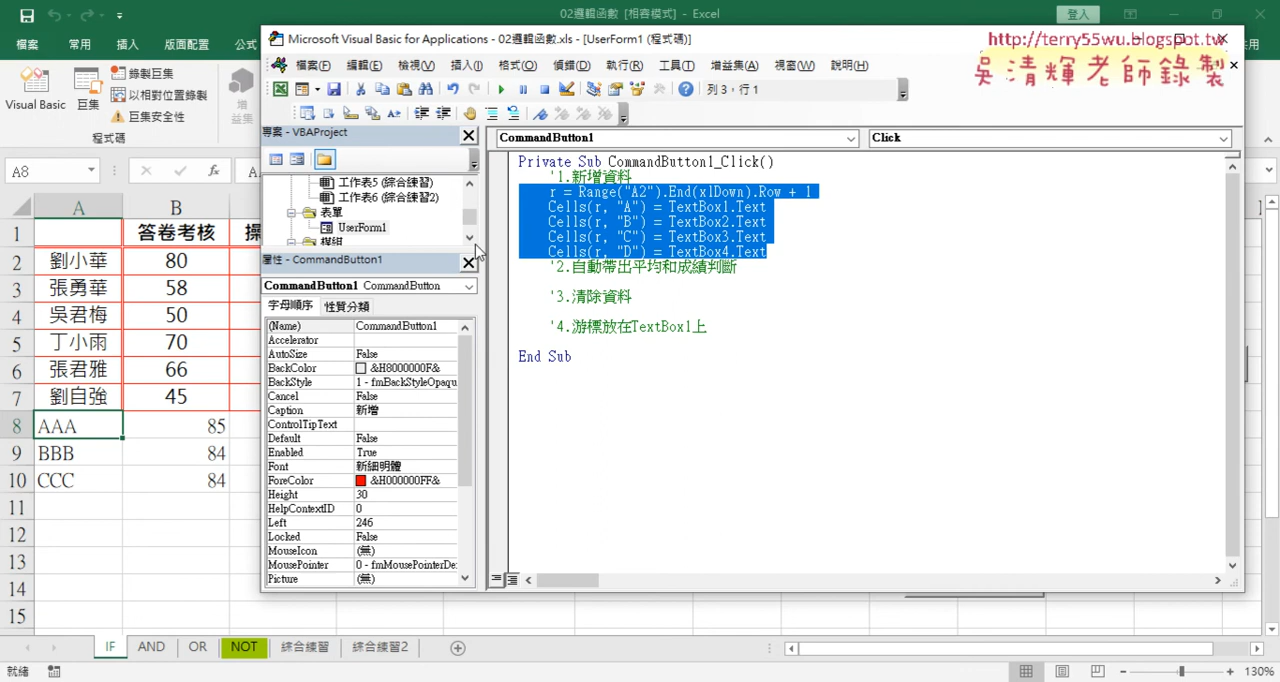 02邏輯函數 [相容模式] - Excel
登入
檔案 常用 插入 版面配置 公式
Visual Basic 巨集
錄製巨集
以相對位置錄製
巨集安全性
增益集
程式碼
A8
Microsoft Visual Basic for Applications - 02邏輯函數.xls - [UserForm1 (程式碼)]
http://terry55wu.blogspot.tw
吳清輝老師錄製
檔案(F) 編輯(E) 檢視(V) 插入(I) 格式(O) 偵錯(D) 執行(R) 工具(T) 增益集(A) 視窗(W) 說明(H)
列 3，行 1
專案 - VBAProject
工作表5 (綜合練習)
工作表6 (綜合練習2)
表單
UserForm1
模組
屬性 - CommandButton1
CommandButton1 CommandButton
字母順序 性質分類
(Name) CommandButton1
Accelerator
AutoSize False
BackColor &H8000000F&
BackStyle 1 - fmBackStyleOpaqu
Cancel False
Caption 新增
ControlTipText
Default False
Enabled True
Font 新細明體
ForeColor &H000000FF&
Height 30
HelpContextID 0
Left 246
Locked False
MouseIcon (無)
MousePointer 0 - fmMousePointerDe
Picture (無)
CommandButton1 Click
Private Sub CommandButton1_Click()
'1.新增資料
r = Range("A2").End(xlDown).Row + 1
Cells(r, "A") = TextBox1.Text
Cells(r, "B") = TextBox2.Text
Cells(r, "C") = TextBox3.Text
Cells(r, "D") = TextBox4.Text
'2.自動帶出平均和成績判斷
'3.清除資料
'4.游標放在TextBox1上
End Sub
A B
1 答卷考核 操
2 劉小華 80
3 張勇華 58
4 吳君梅 50
5 丁小雨 70
6 張君雅 66
7 劉自強 45
8 AAA 85
9 BBB 84
10 CCC 84
11
12
13
14
15
IF AND OR NOT 綜合練習 綜合練習2
就緒
130%